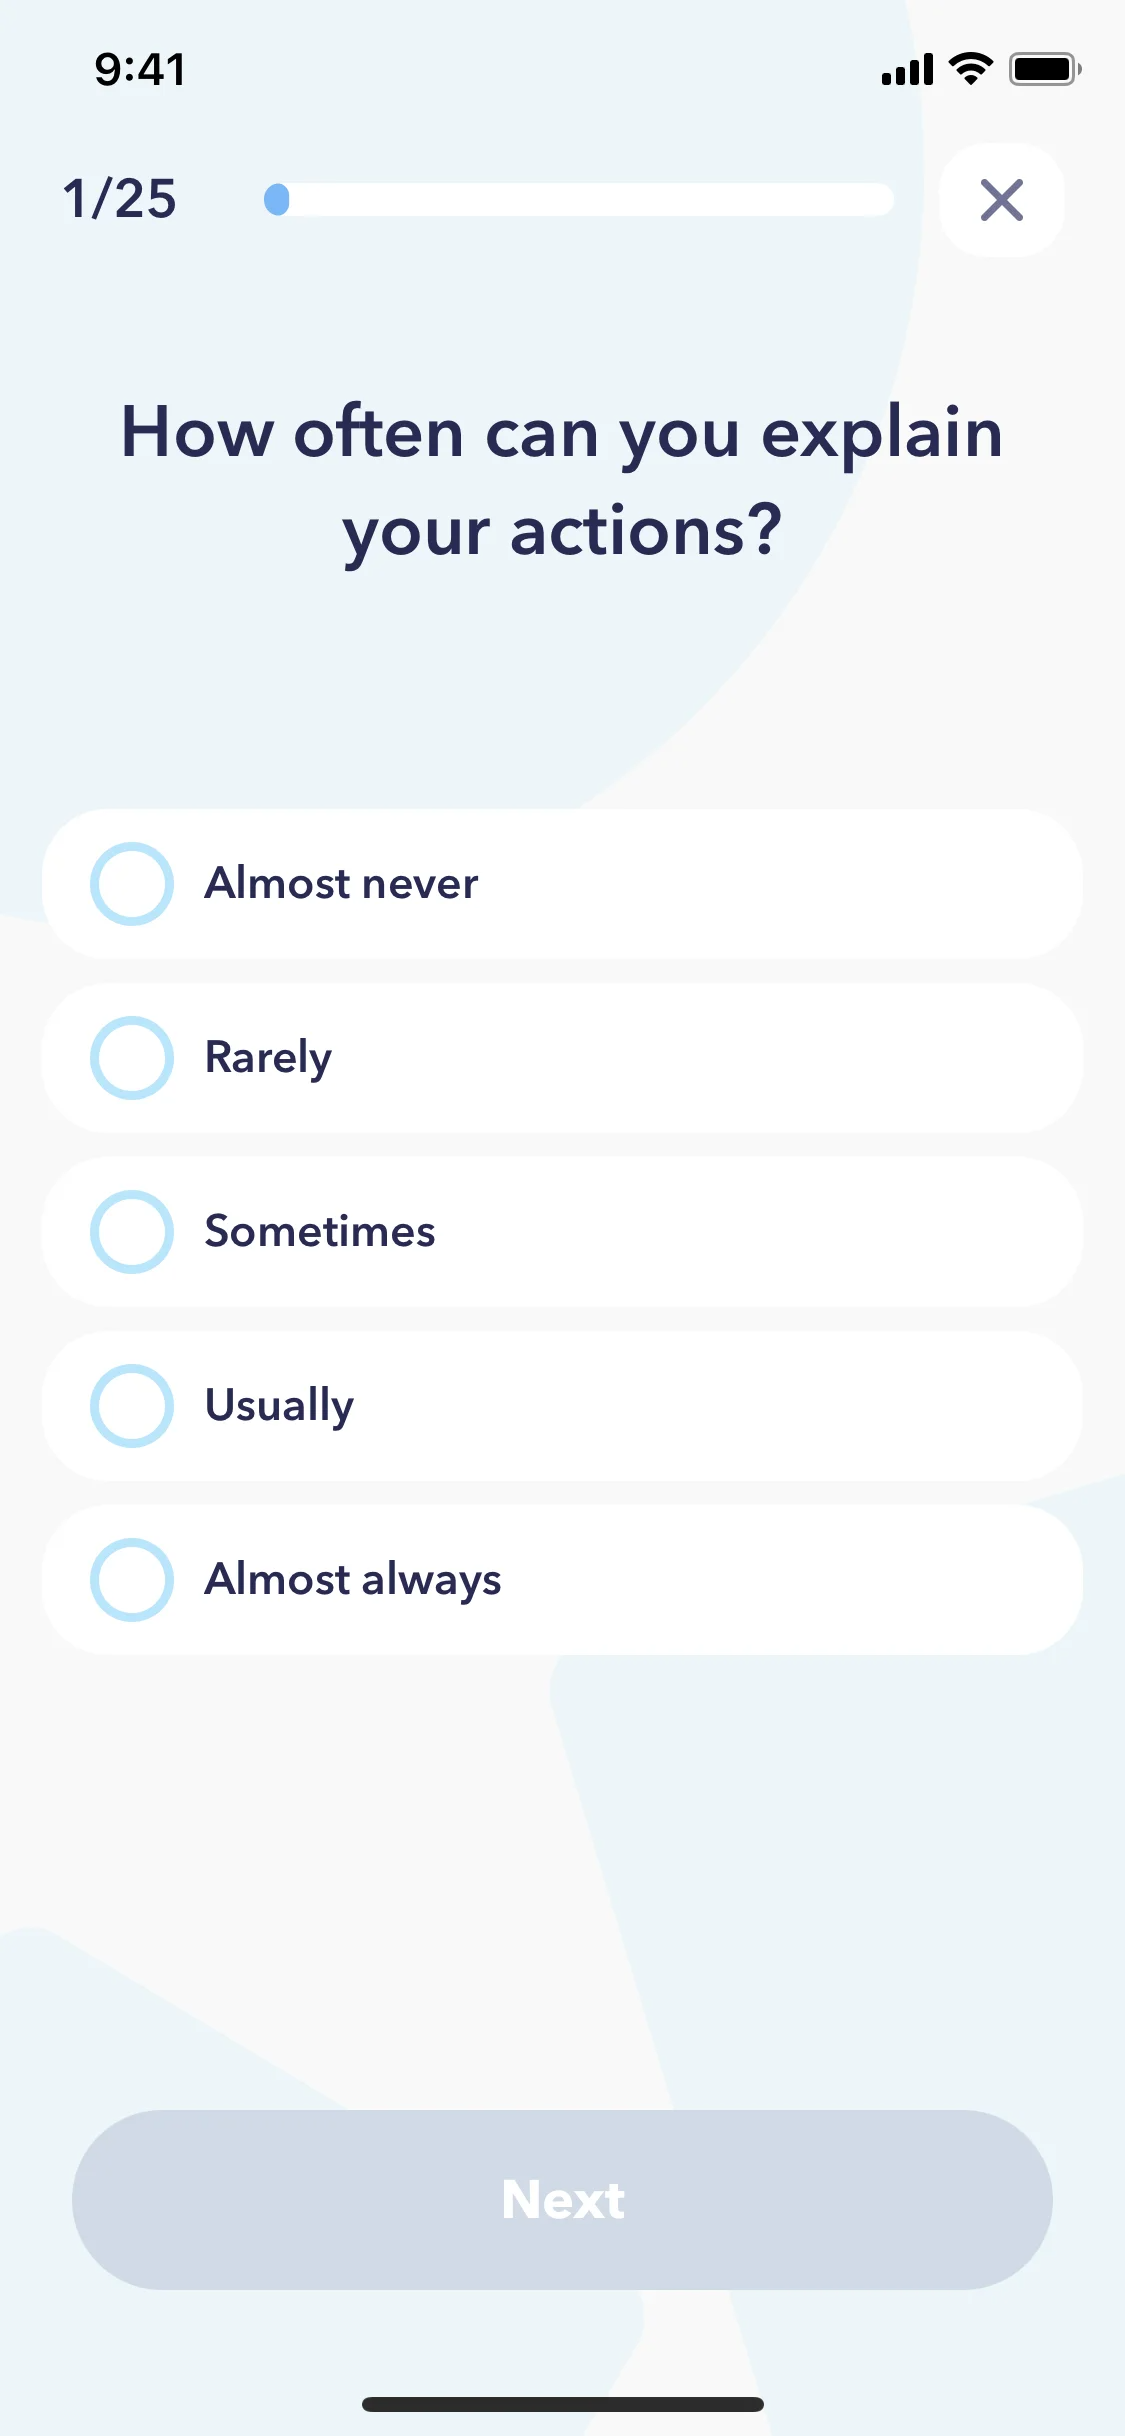 9:41
1/25
How often can you explain
your actions?
Almost never
Rarely
Sometimes
Usually
Almost always
Next